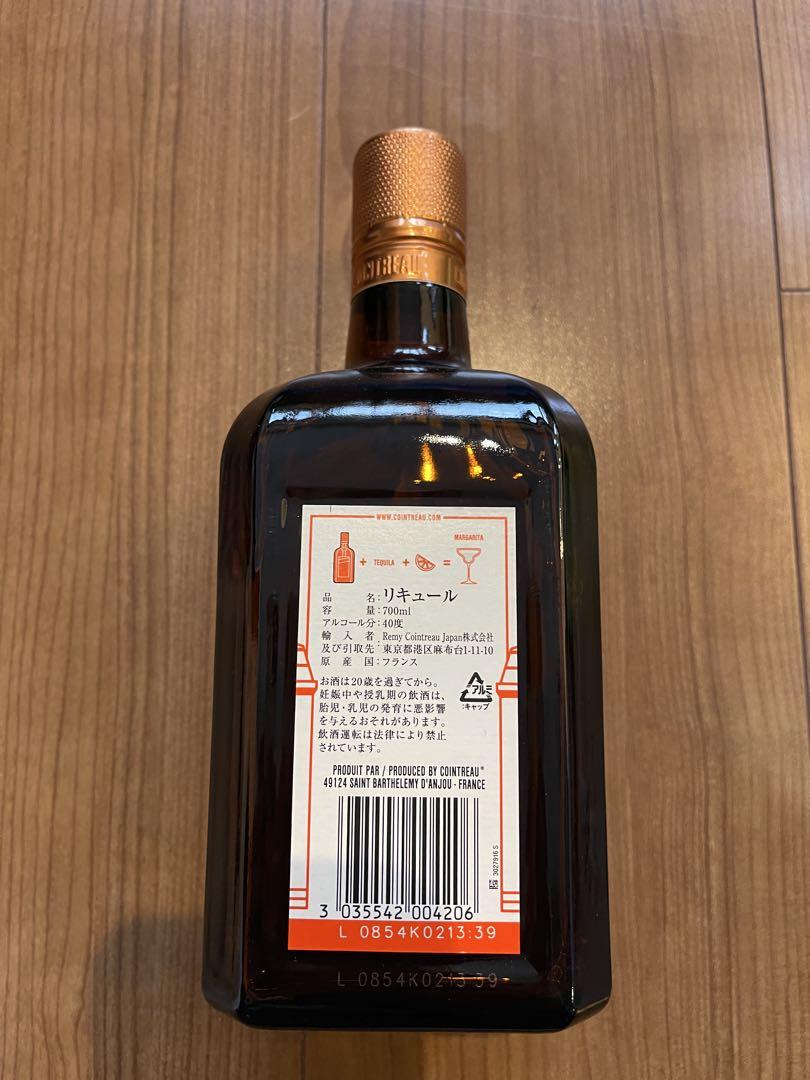 COINTREAU
WWW.COINTREAU.COM
MARGARITA
+ TEQUILA + =
品名:リキュール
容量:700ml
アルコール分:40度
輸入者:Remy Cointreau Japan株式会社
及び引取先:東京都港区麻布台1-11-10
原産国:フランス
お酒は20歳を過ぎてから。
妊娠中や授乳期の飲酒は、
胎児・乳児の発育に悪影響
を与えるおそれがあります。
飲酒運転は法律により禁止
されています。
アルミ
:キャップ
PRODUIT PAR / PRODUCED BY COINTREAU®
49124 SAINT BARTHELEMY D'ANJOU - FRANCE
3027916 S
3 035542 004206
L 0854K0213:39
L 0854K0213:39